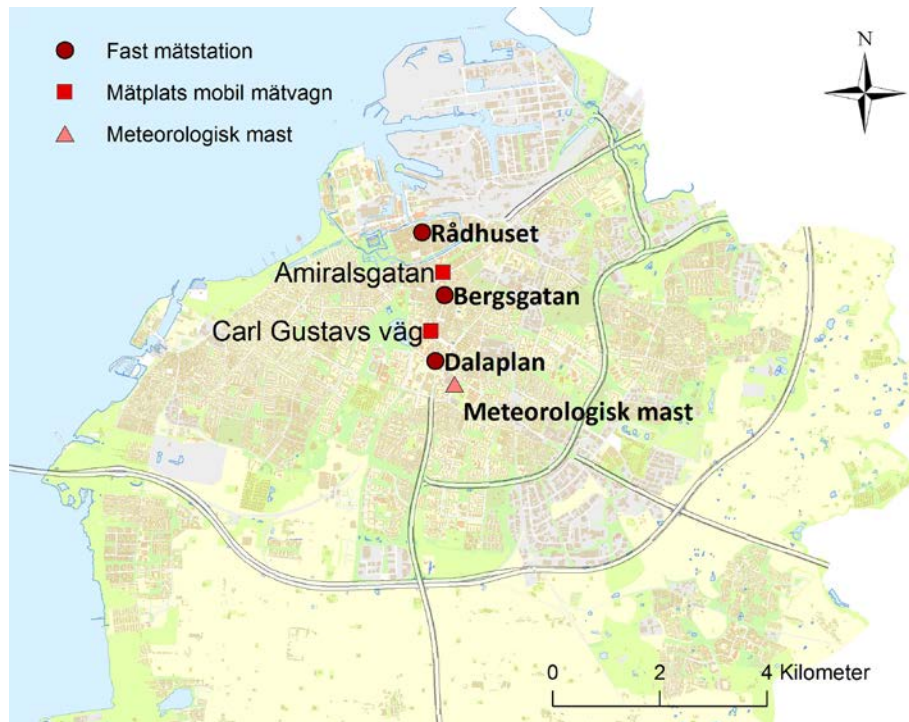 Fast mätstation
Mätplats mobil mätvagn
Meteorologisk mast
N
Rådhuset
Amiralsgatan
Bergsgatan
Carl Gustavs väg
Dalaplan
Meteorologisk mast
0 2 4 Kilometer